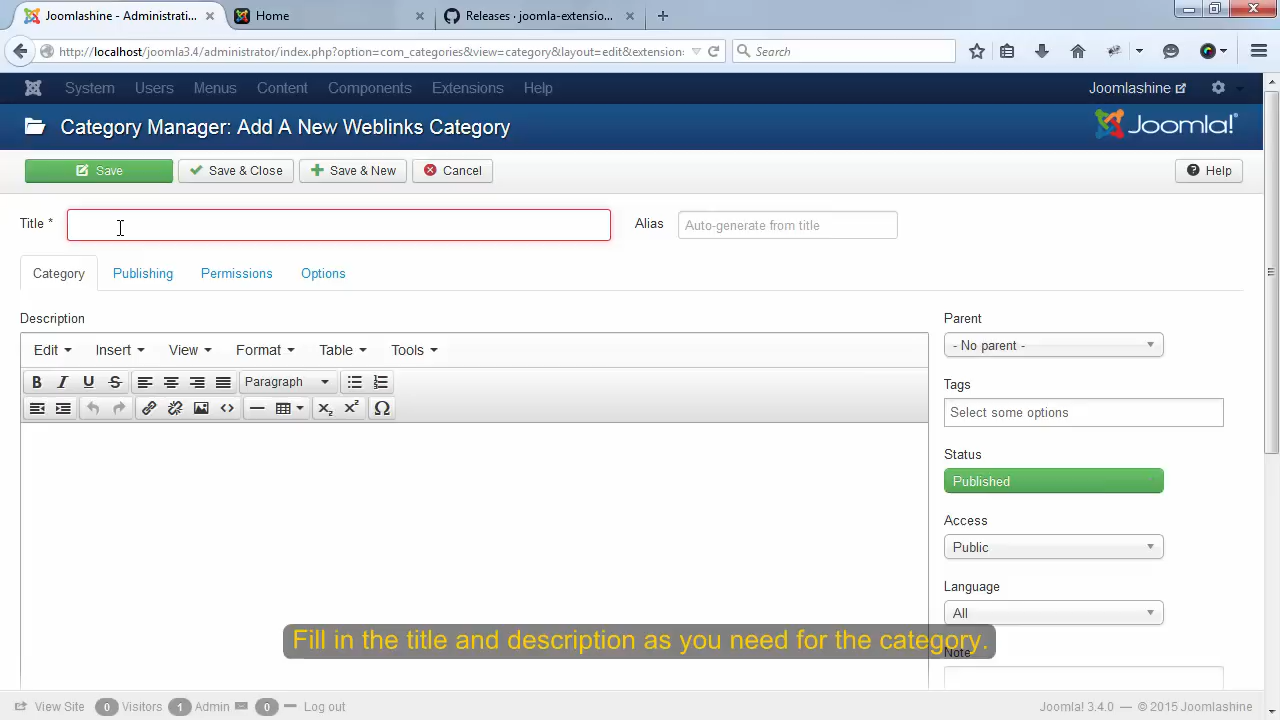 Joomlashine - Administrati...
Home
Releases · joomla-extensio...
http://localhost/joomla3.4/administrator/index.php?option=com_categories&view=category&layout=edit&extension=
Search
System Users Menus Content Components Extensions Help
Joomlashine
Category Manager: Add A New Weblinks Category
Joomla!
Save
Save & Close
Save & New
Cancel
Help
Title *
Alias
Auto-generate from title
Category
Publishing
Permissions
Options
Description
Parent
Edit Insert View Format Table Tools
- No parent -
B I U S Paragraph
Tags
Select some options
Status
Published
Access
Public
Language
All
Fill in the title and description as you need for the category.
Note
View Site 0 Visitors 1 Admin 0 Log out
Joomla! 3.4.0 — © 2015 Joomlashine